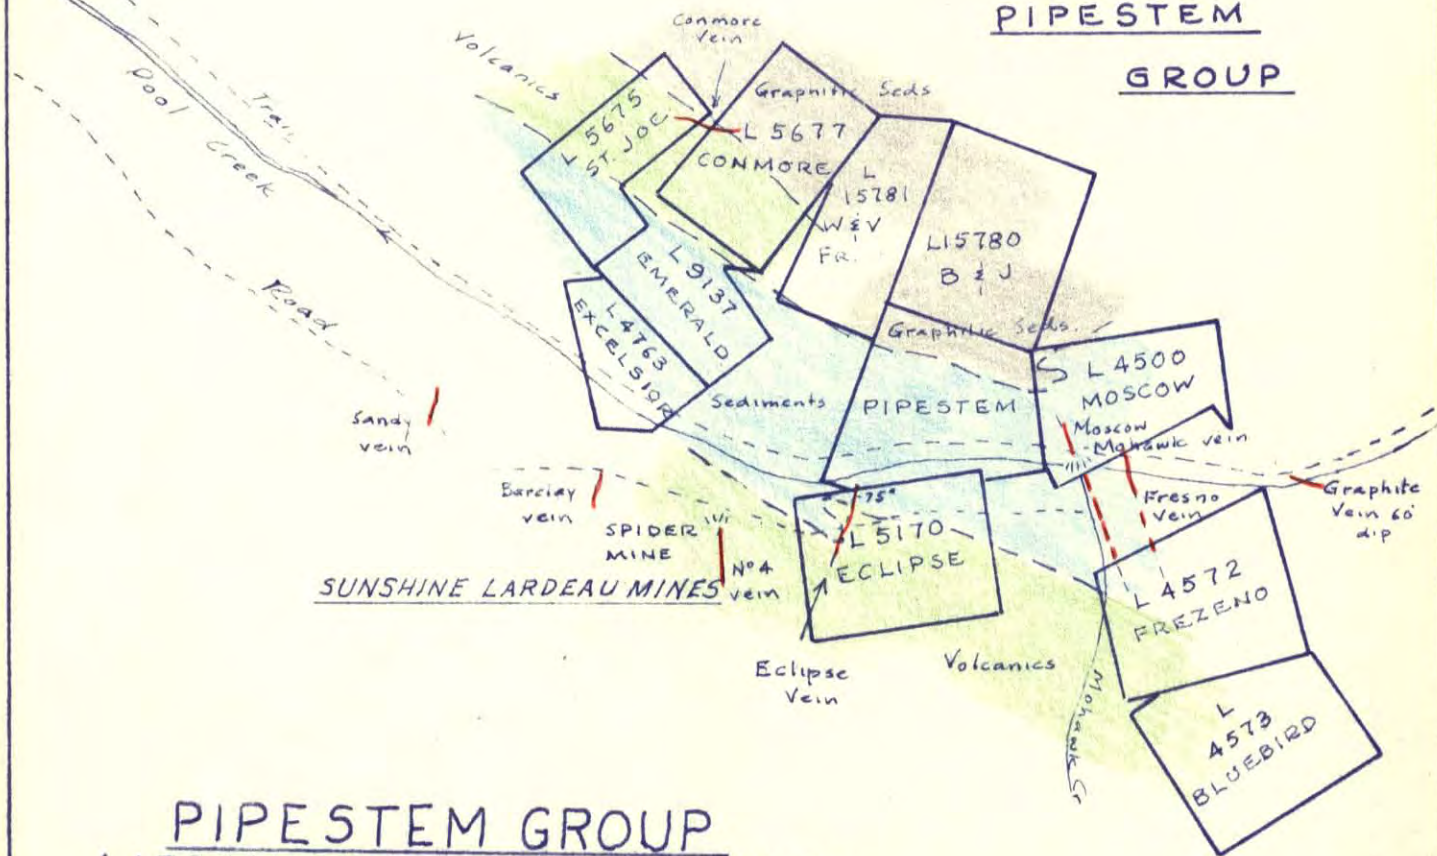 PIPESTEM
GROUP
Conmore
Vein
Volcanics
Graphitic Seds
Trail
Pool Creek
L 5675
ST. JOE
L 5677
CONMORE
L
15781
W & V
FR.
L15780
B & J
L 9137
EMERALD
L 4763
EXCELSIOR
Road
Graphitic Seds.
L 4500
MOSCOW
Sediments
PIPESTEM
Moscow
-Mohawk vein
Sandy
vein
Barclay
vein
75°
Fresno
Vein
Graphite
Vein 60°
dip
SPIDER
MINE
SUNSHINE LARDEAU MINES
Nº4
vein
L 5170
ECLIPSE
L 4572
FREZENO
Eclipse
Vein
Volcanics
Mohawk Cr
L
4573
BLUEBIRD
PIPESTEM GROUP